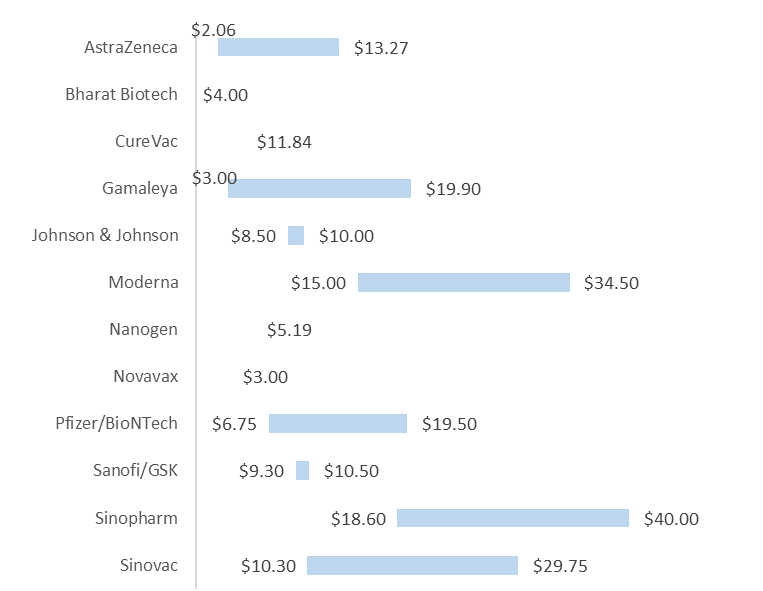 $2.06
AstraZeneca $13.27
Bharat Biotech $4.00
CureVac $11.84
$3.00
Gamaleya $19.90
Johnson & Johnson $8.50 $10.00
Moderna $15.00 $34.50
Nanogen $5.19
Novavax $3.00
Pfizer/BioNTech $6.75 $19.50
Sanofi/GSK $9.30 $10.50
Sinopharm $18.60 $40.00
Sinovac $10.30 $29.75